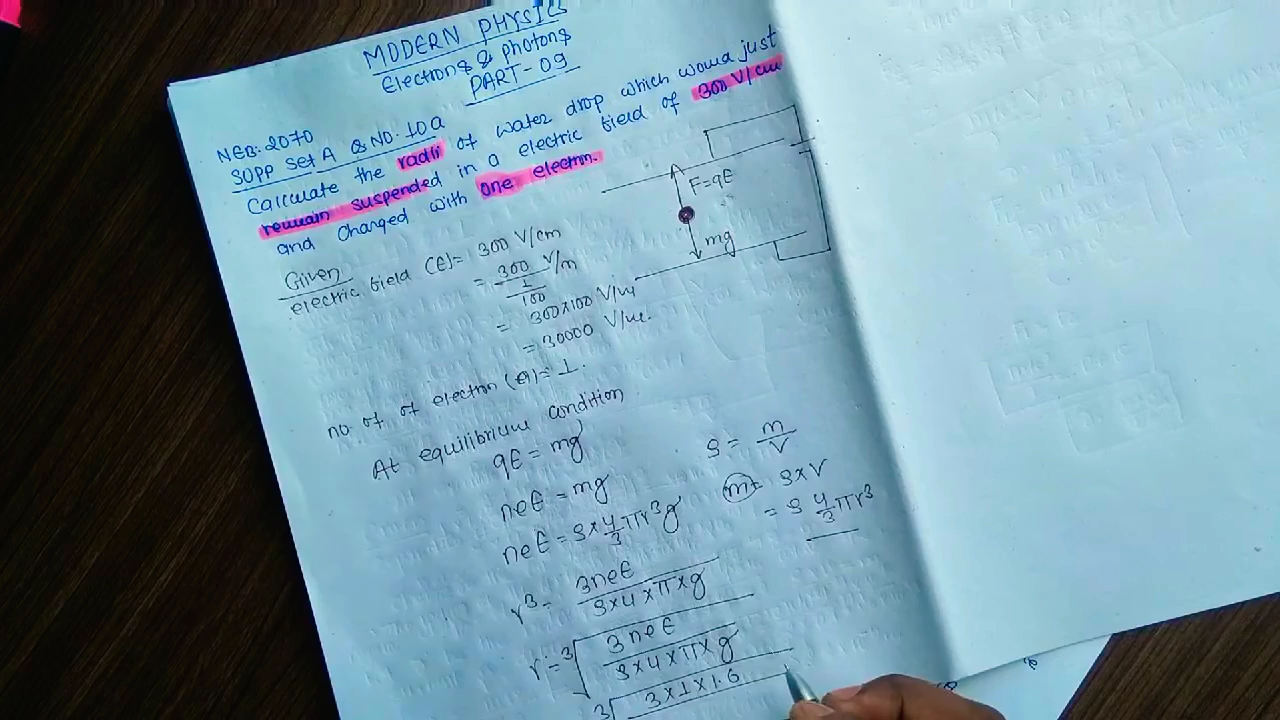 MODERN PHYSICS
Electrons & photons
PART-09
NEB-2070
SUPP Set A Q NO. 10 a
Calculate the radii of water drop which would just
remain suspended in a electric field of 300 V/cm
and charged with one electron.
F=qE
mg
Given
electric field (E)= 300 V/cm
= 300 / 1/100 V/m
= 300×100 V/m
= 30000 V/m.
no of of electron (n)= 1.
At equilibrium condition
qE = mg
neE = mg
neE = ρ×4/3πr³g
ρ = m/V
m= ρ×V
= ρ 4/3πr³
r³= 3neE / ρ×4×π×g
r=³√ 3neE / ρ×4×π×g
³√ 3×1×1.6